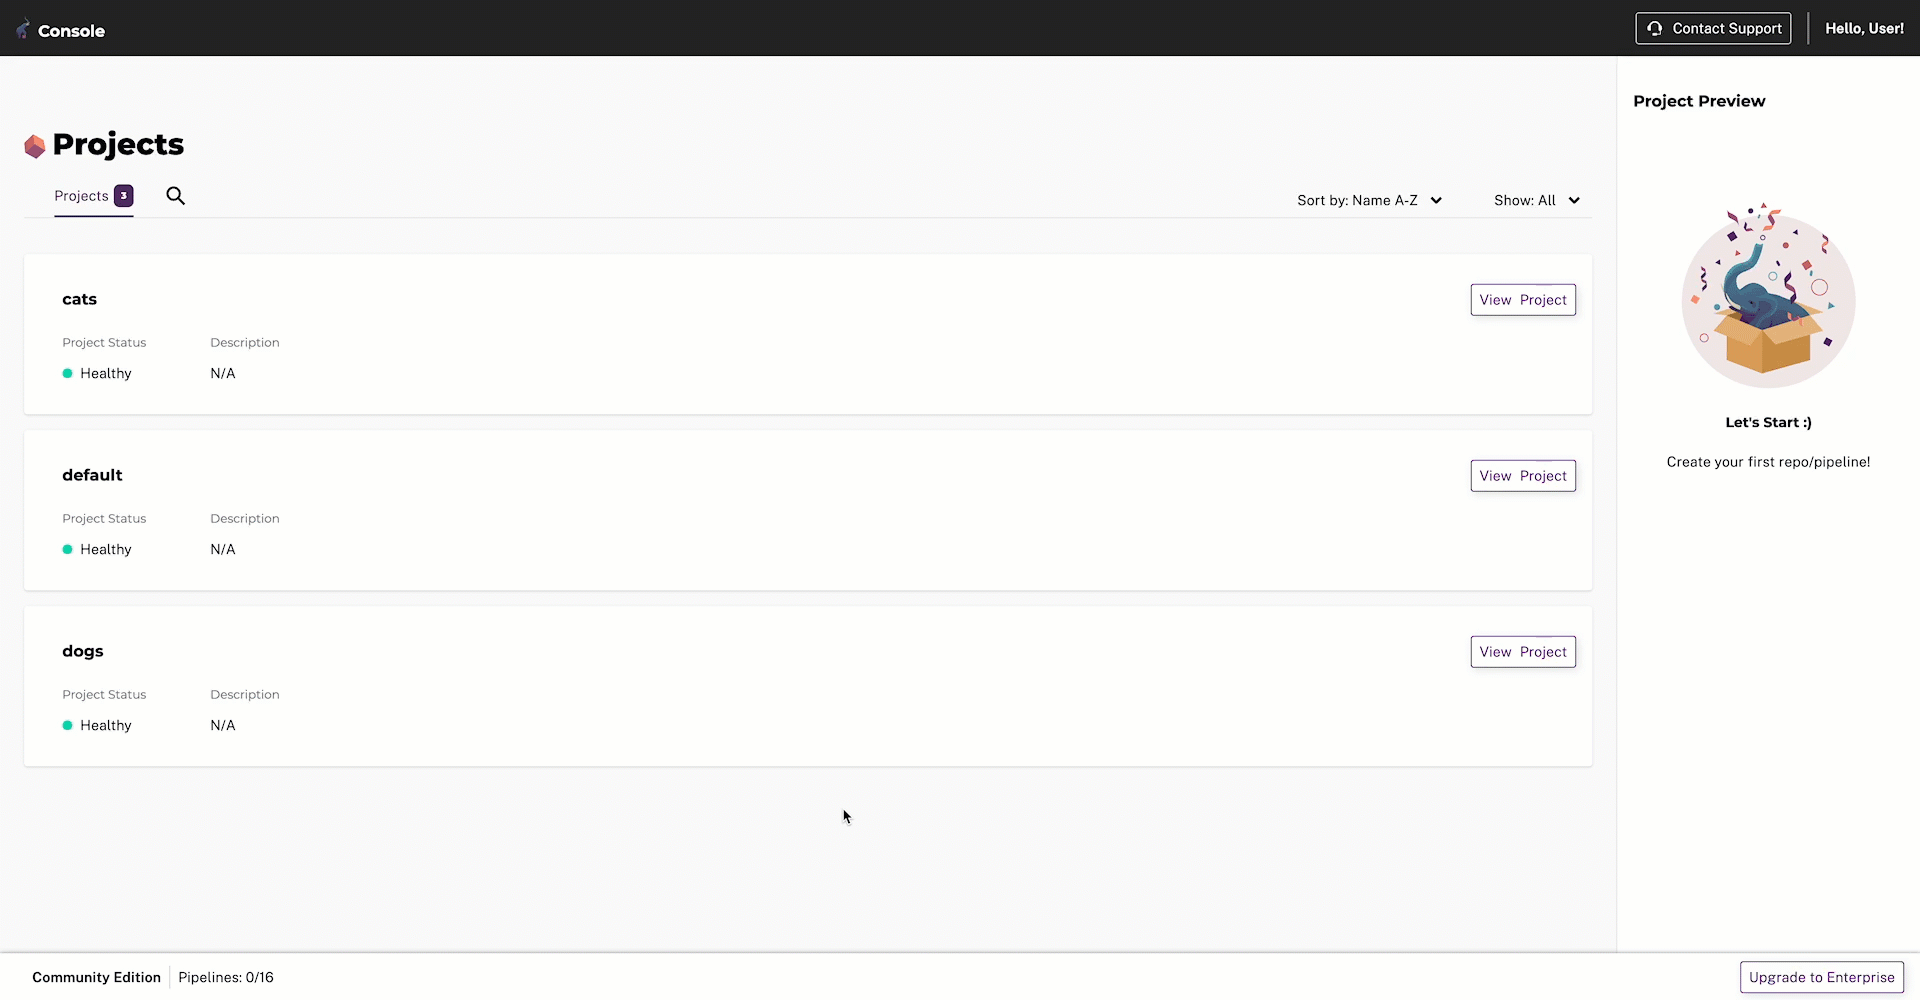 Console
Contact Support
Hello, User!
Projects
Projects 3
Sort by: Name A-Z
Show: All
cats
View Project
Project Status Description
Healthy N/A
default
View Project
Project Status Description
Healthy N/A
dogs
View Project
Project Status Description
Healthy N/A
Project Preview
Let's Start :)
Create your first repo/pipeline!
Community Edition
Pipelines: 0/16
Upgrade to Enterprise